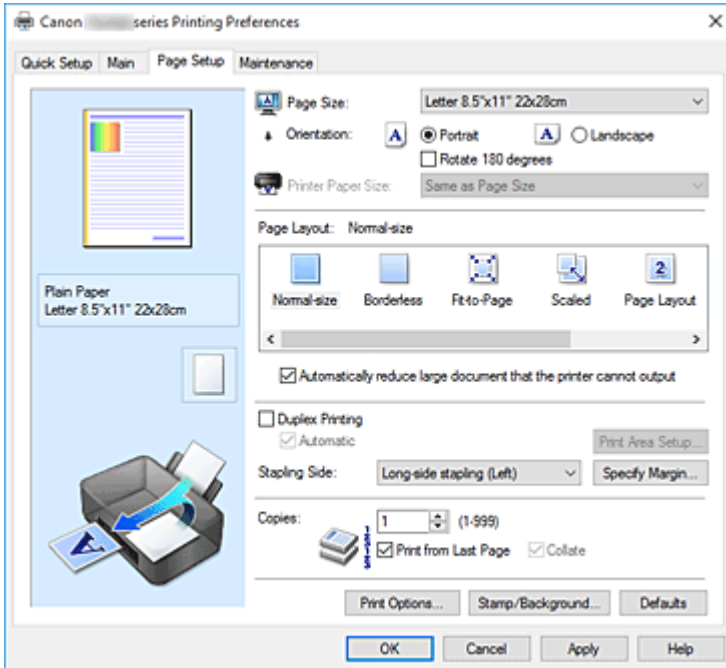 Canon series Printing Preferences
Quick Setup Main Page Setup Maintenance
Page Size: Letter 8.5"x11" 22x28cm
Orientation: A Portrait A Landscape
Rotate 180 degrees
Printer Paper Size: Same as Page Size
Page Layout: Normal-size
2
Normal-size Borderless Fit-to-Page Scaled Page Layout
Plain Paper
Letter 8.5"x11" 22x28cm
Automatically reduce large document that the printer cannot output
Duplex Printing
Automatic
Print Area Setup...
Stapling Side: Long-side stapling (Left) Specify Margin...
Copies: 1 (1-999)
Print from Last Page Collate
A
Print Options... Stamp/Background... Defaults
OK Cancel Apply Help